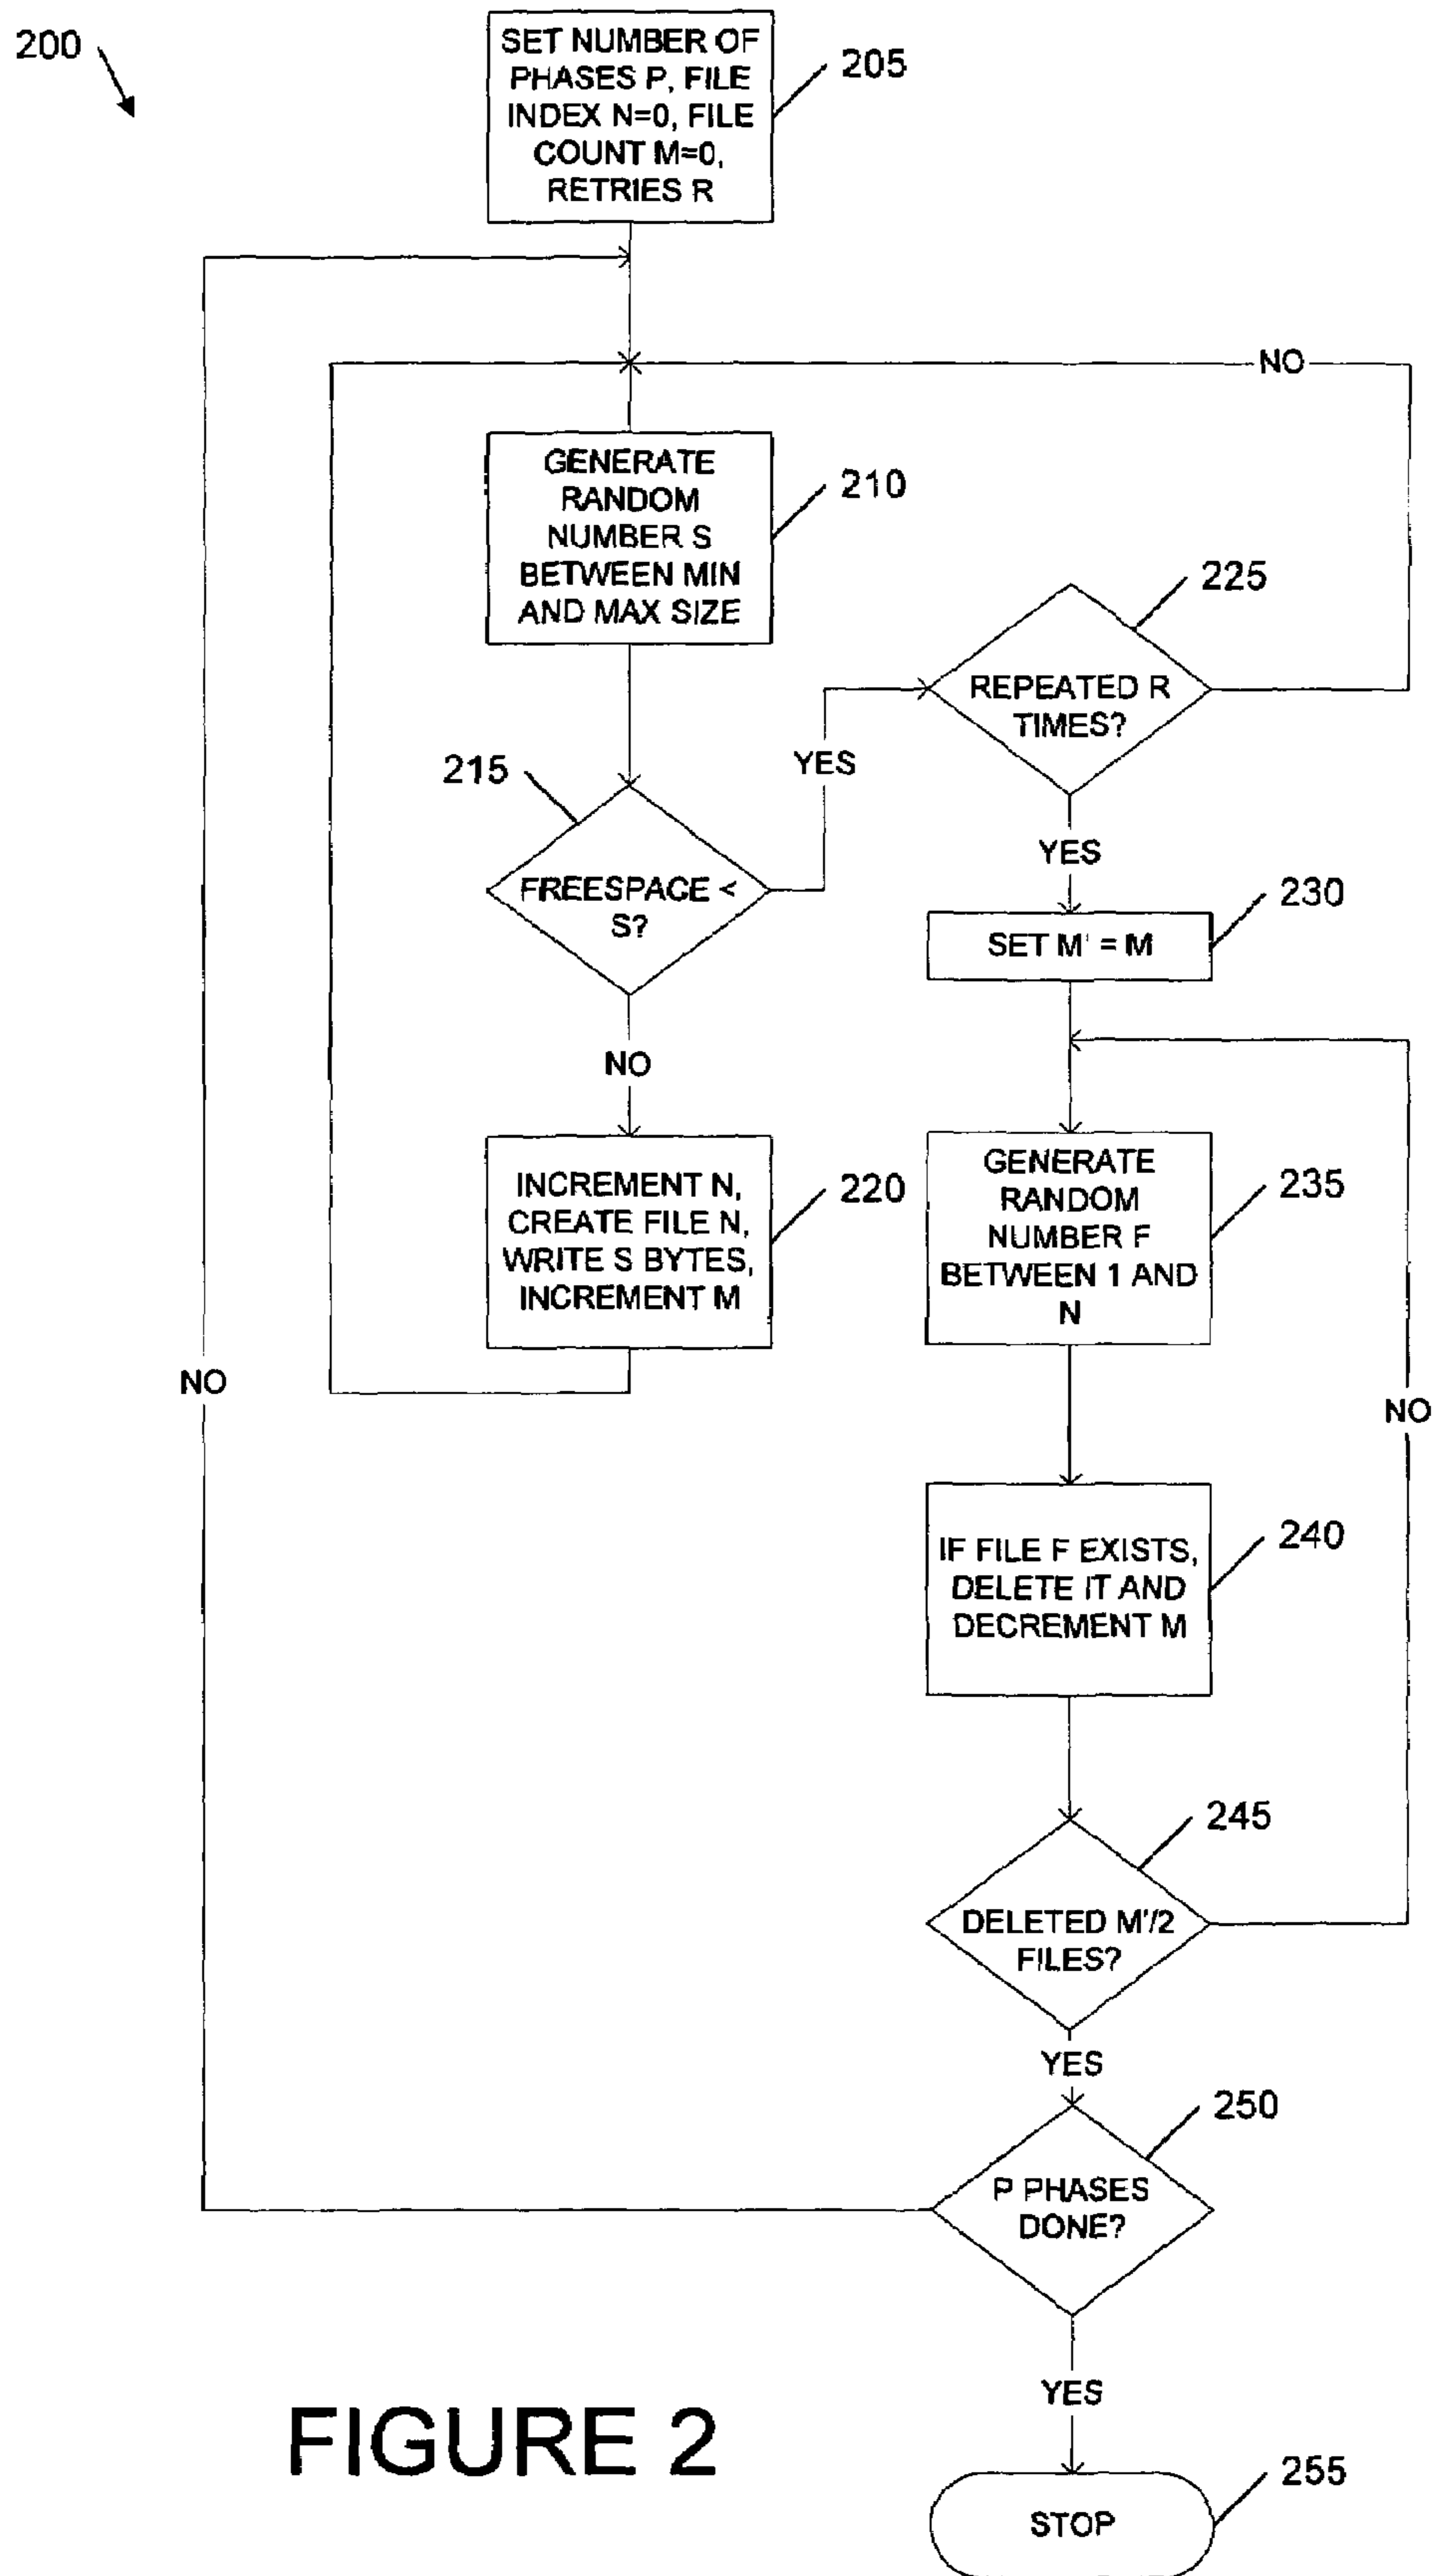 200
SET NUMBER OF
PHASES P, FILE
INDEX N=0, FILE
COUNT M=0,
RETRIES R
205
NO
GENERATE
RANDOM
NUMBER S
BETWEEN MIN
AND MAX SIZE
210
225
REPEATED R
TIMES?
215
YES
FREESPACE <
S?
YES
230
SET M' = M
NO
INCREMENT N,
CREATE FILE N,
WRITE S BYTES,
INCREMENT M
220
GENERATE
RANDOM
NUMBER F
BETWEEN 1 AND
N
235
NO
NO
IF FILE F EXISTS,
DELETE IT AND
DECREMENT M
240
245
DELETED M'/2
FILES?
YES
250
P PHASES
DONE?
YES
FIGURE 2
255
STOP